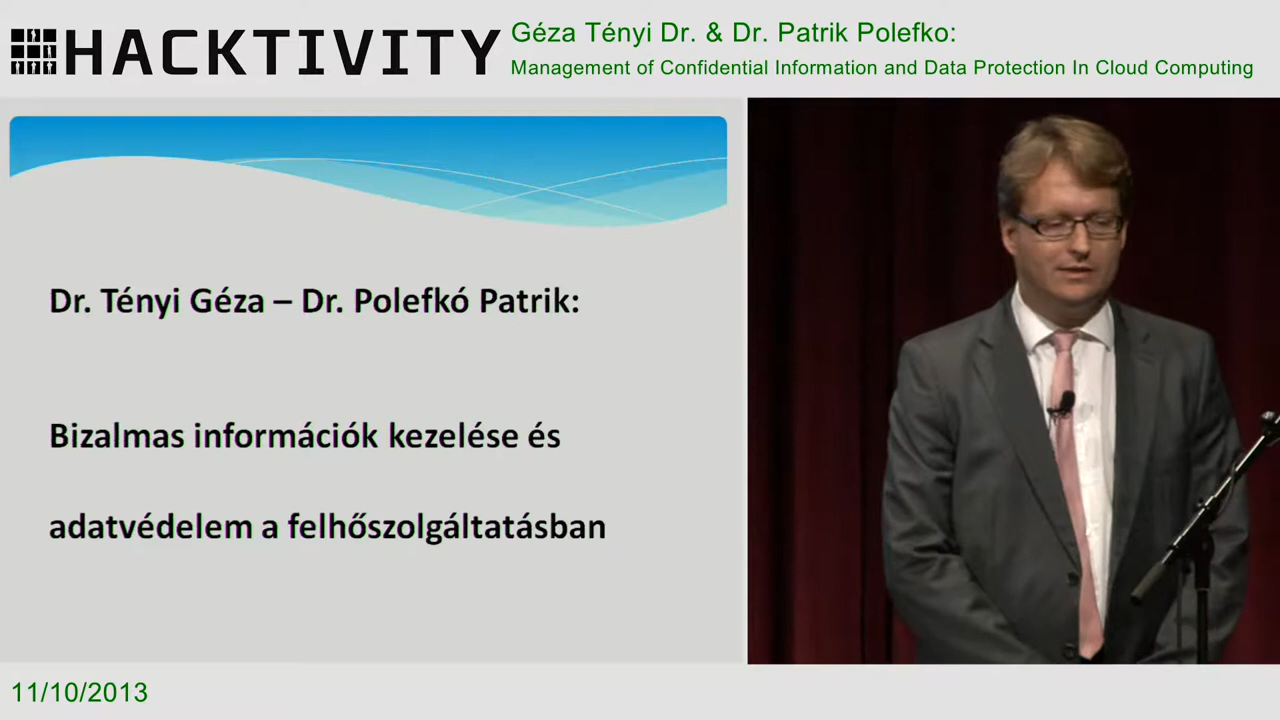 HACKTIVITY
Géza Tényi Dr. & Dr. Patrik Polefko:
Management of Confidential Information and Data Protection In Cloud Computing
Dr. Tényi Géza – Dr. Polefkó Patrik:
Bizalmas információk kezelése és
adatvédelem a felhőszolgáltatásban
11/10/2013